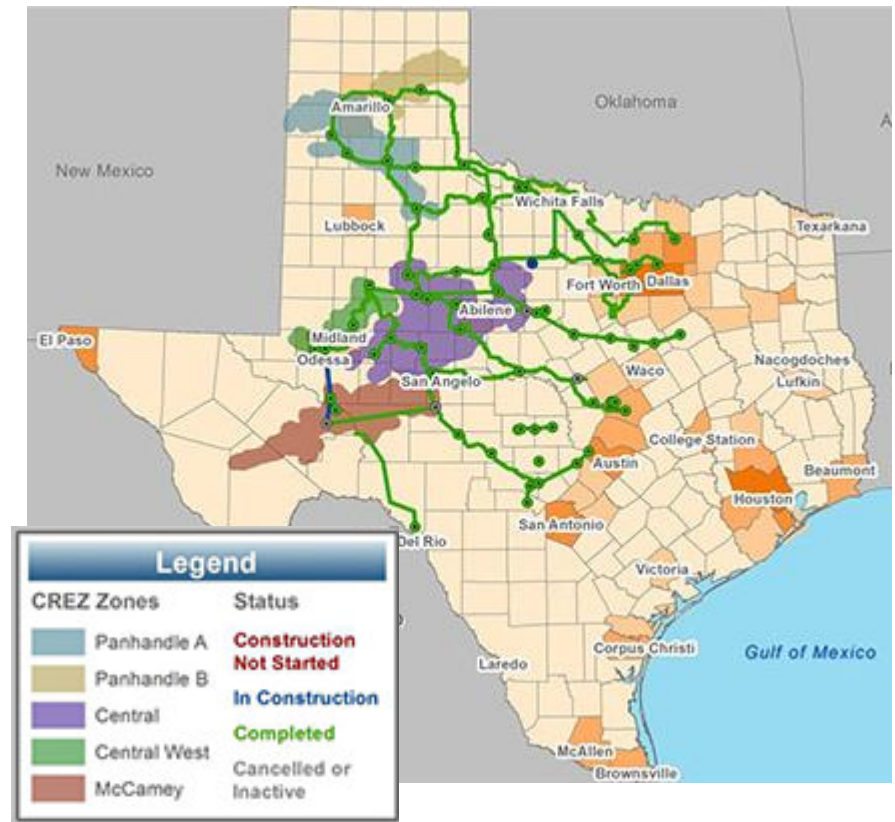 Oklahoma
Amarillo
New Mexico
Wichita Falls
Lubbock
Texarkana
Fort Worth
Dallas
Abilene
El Paso
Midland
Odessa
Nacogdoches
Waco
San Angelo
Lufkin
College Station
Austin
Beaumont
Houston
San Antonio
Del Rio
Victoria
Corpus Christi
Gulf of Mexico
Laredo
McAllen
Brownsville
Legend
CREZ Zones
Status
Panhandle A
Construction
Not Started
Panhandle B
In Construction
Central
Completed
Central West
Cancelled or
Inactive
McCamey